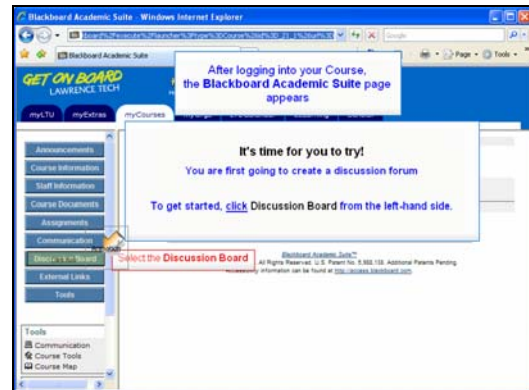 Blackboard Academic Suite - Windows Internet Explorer
Google
Blackboard Academic Suite
Page
Tools
GET ON BOARD
LAWRENCE TECH
After logging into your Course,
the Blackboard Academic Suite page
appears
myLTU
myExtras
myCourses
Announcements
Course Information
Staff Information
Course Documents
Assignments
Communication
Discussion Board
External Links
Tools
It's time for you to try!
You are first going to create a discussion forum
To get started, click Discussion Board from the left-hand side.
Select the Discussion Board
Blackboard Academic Suite™
All Rights Reserved. U.S. Patent No. 6,988,138. Additional Patents Pending.
Accessibility information can be found at http://access.blackboard.com.
Tools
Communication
Course Tools
Course Map